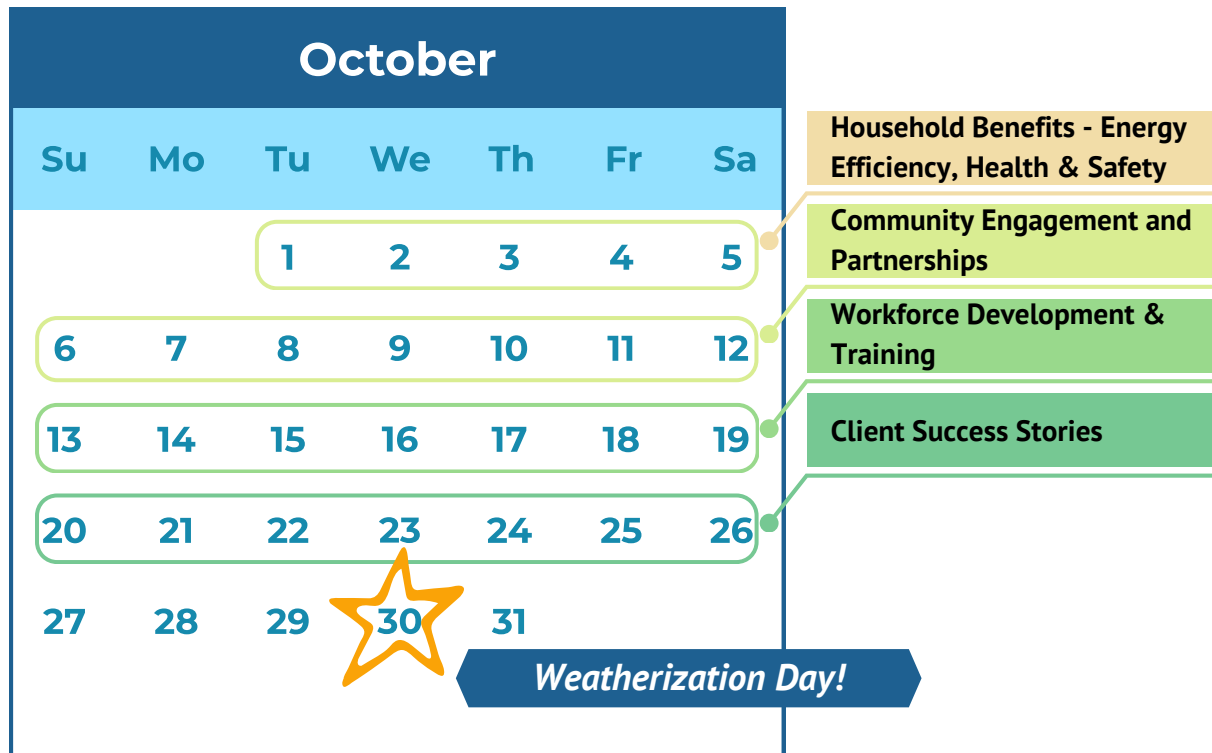 October
Su Mo Tu We Th Fr Sa
1 2 3 4 5
6 7 8 9 10 11 12
13 14 15 16 17 18 19
20 21 22 23 24 25 26
27 28 29 30 31
Weatherization Day!
Household Benefits - Energy
Efficiency, Health & Safety
Community Engagement and
Partnerships
Workforce Development &
Training
Client Success Stories